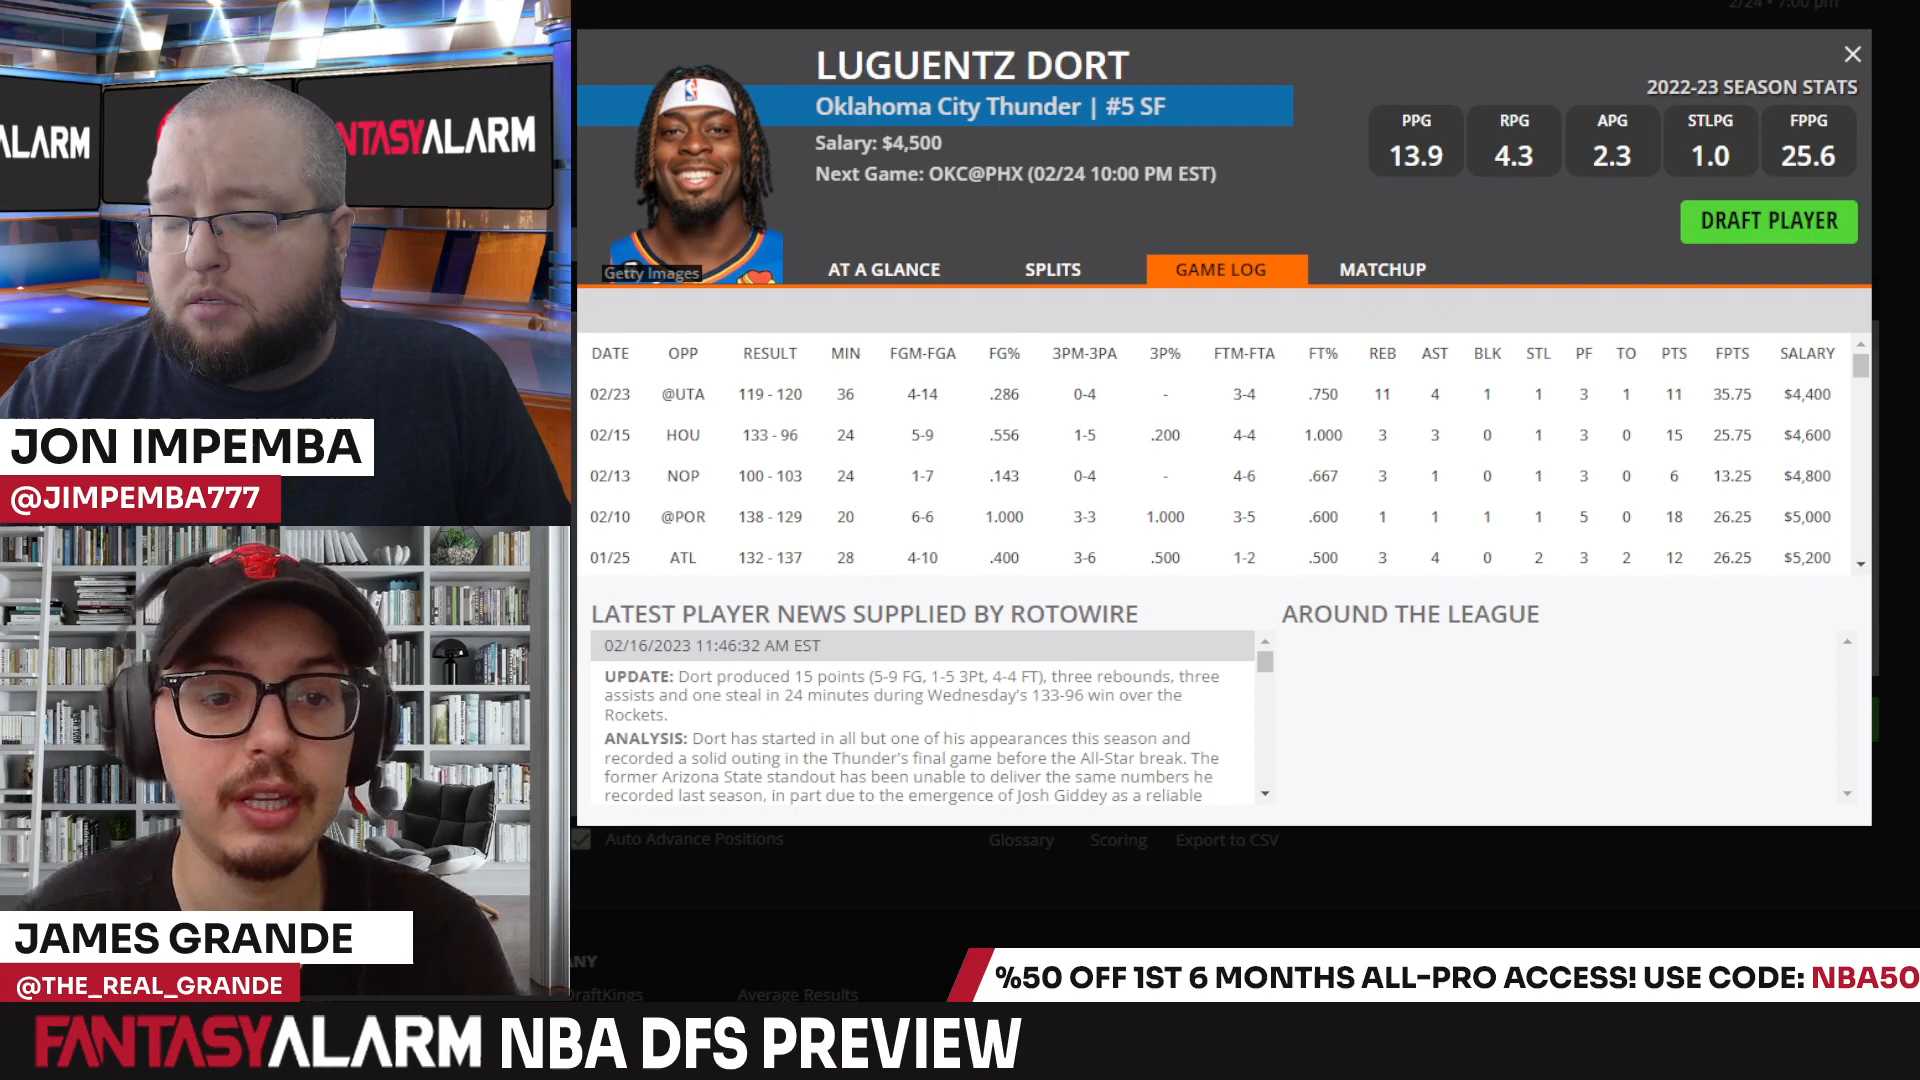 2/24 • 7:00 pm
ALARM
FANTASYALARM
LUGUENTZ DORT
Oklahoma City Thunder | #5 SF
Salary: $4,500
Next Game: OKC@PHX (02/24 10:00 PM EST)
Getty Images
2022-23 SEASON STATS
PPG RPG APG STLPG FPPG
13.9 4.3 2.3 1.0 25.6
DRAFT PLAYER
AT A GLANCE SPLITS GAME LOG MATCHUP
DATE OPP RESULT MIN FGM-FGA FG% 3PM-3PA 3P% FTM-FTA FT% REB AST BLK STL PF TO PTS FPTS SALARY
02/23 @UTA 119 - 120 36 4-14 .286 0-4 - 3-4 .750 11 4 1 1 3 1 11 35.75 $4,400
02/15 HOU 133 - 96 24 5-9 .556 1-5 .200 4-4 1.000 3 3 0 1 3 0 15 25.75 $4,600
02/13 NOP 100 - 103 24 1-7 .143 0-4 - 4-6 .667 3 1 0 1 3 0 6 13.25 $4,800
02/10 @POR 138 - 129 20 6-6 1.000 3-3 1.000 3-5 .600 1 1 1 1 5 0 18 26.25 $5,000
01/25 ATL 132 - 137 28 4-10 .400 3-6 .500 1-2 .500 3 4 0 2 3 2 12 26.25 $5,200
LATEST PLAYER NEWS SUPPLIED BY ROTOWIRE
02/16/2023 11:46:32 AM EST
UPDATE: Dort produced 15 points (5-9 FG, 1-5 3Pt, 4-4 FT), three rebounds, three
assists and one steal in 24 minutes during Wednesday's 133-96 win over the
Rockets.
ANALYSIS: Dort has started in all but one of his appearances this season and
recorded a solid outing in the Thunder's final game before the All-Star break. The
former Arizona State standout has been unable to deliver the same numbers he
recorded last season, in part due to the emergence of Josh Giddey as a reliable
AROUND THE LEAGUE
Auto Advance Positions
Glossary Scoring Export to CSV
ANY
DraftKings
Average Results
JON IMPEMBA
@JIMPEMBA777
JAMES GRANDE
@THE_REAL_GRANDE
%50 OFF 1ST 6 MONTHS ALL-PRO ACCESS! USE CODE: NBA50
FANTASYALARM NBA DFS PREVIEW